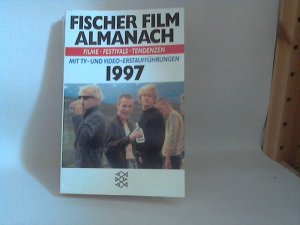 FISCHER FILM
ALMANACH
FILME · FESTIVALS · TENDENZEN
MIT TV- UND VIDEO-ERSTAUFFÜHRUNGEN
1997